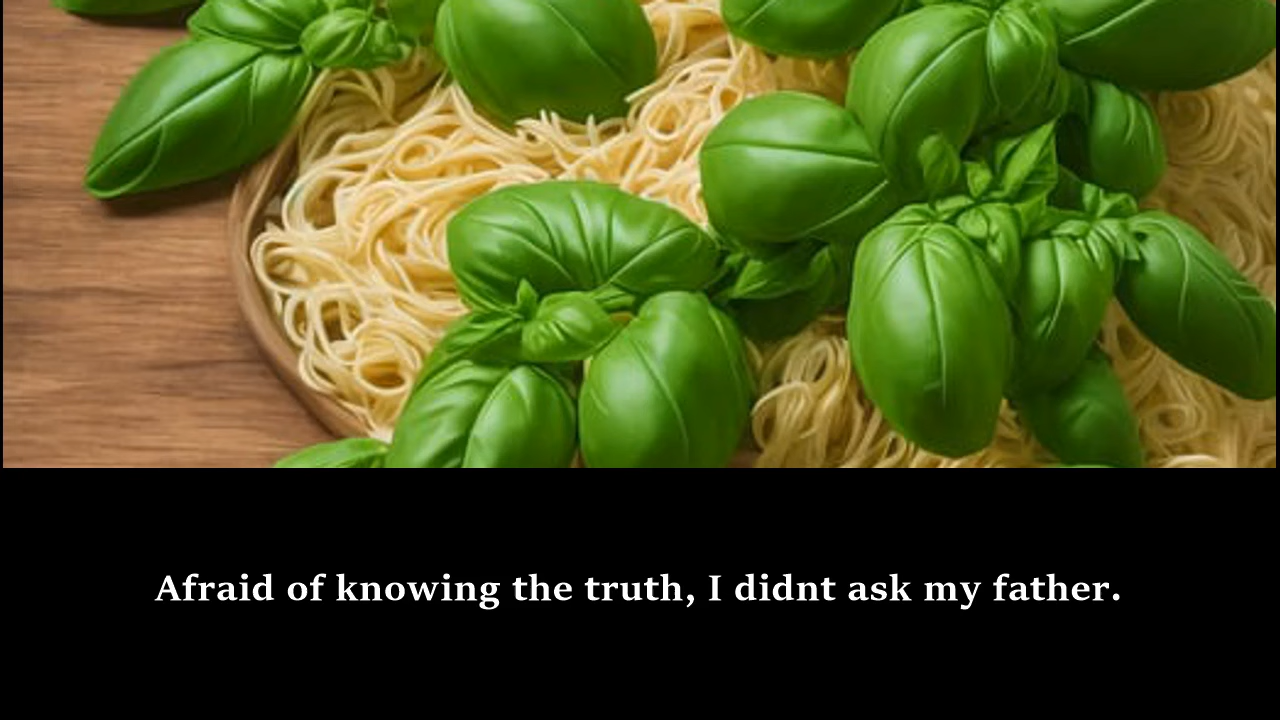 Afraid of knowing the truth, I didnt ask my father.